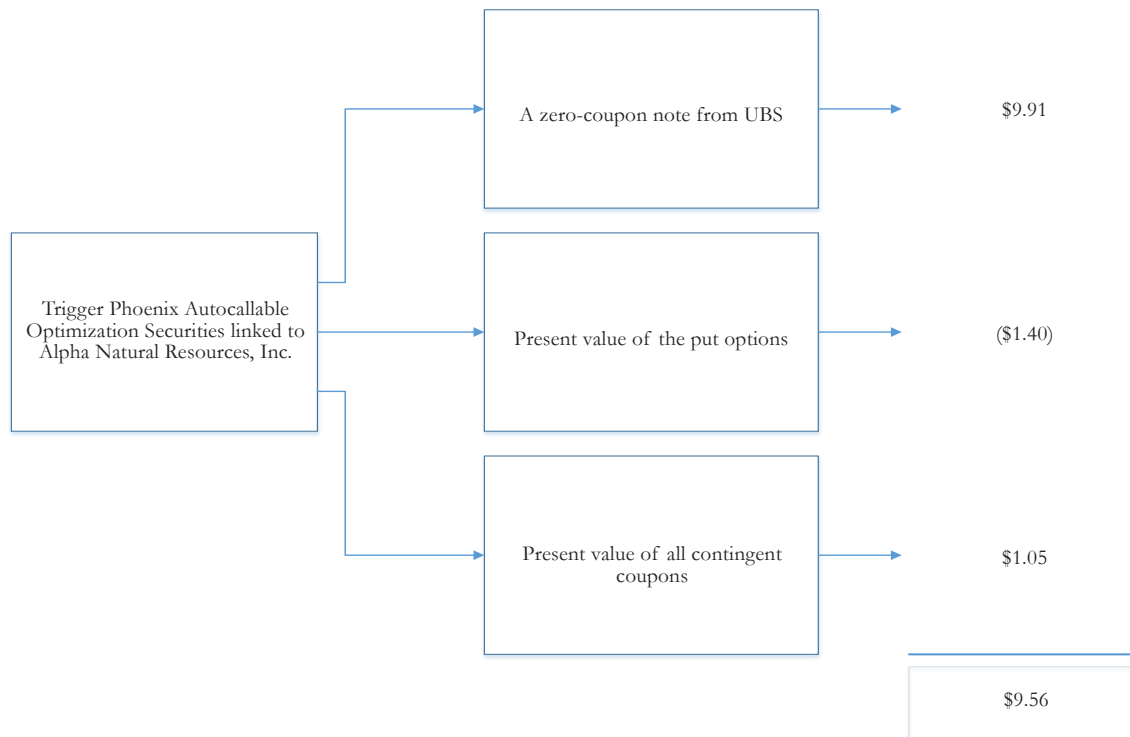 A zero-coupon note from UBS
$9.91
Trigger Phoenix Autocallable
Optimization Securities linked to
Alpha Natural Resources, Inc.
Present value of the put options
($1.40)
Present value of all contingent
coupons
$1.05
$9.56